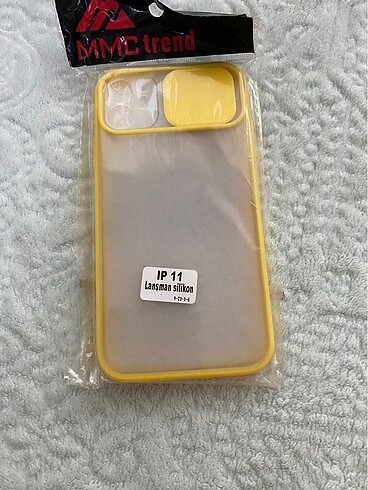 MMC trend
IP 11
Lansman silikon